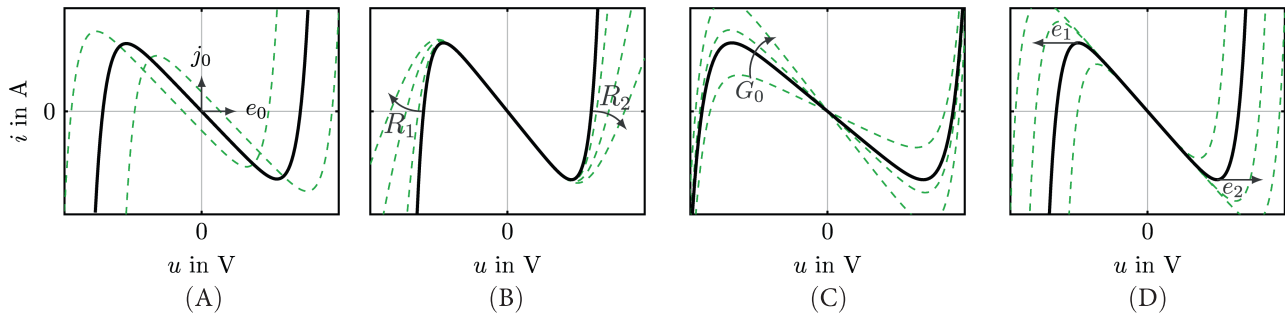 i in A
0
j₀
e₀
0
u in V
(A)
R₁
R₂
0
u in V
(B)
G₀
0
u in V
(C)
e₁
e₂
0
u in V
(D)